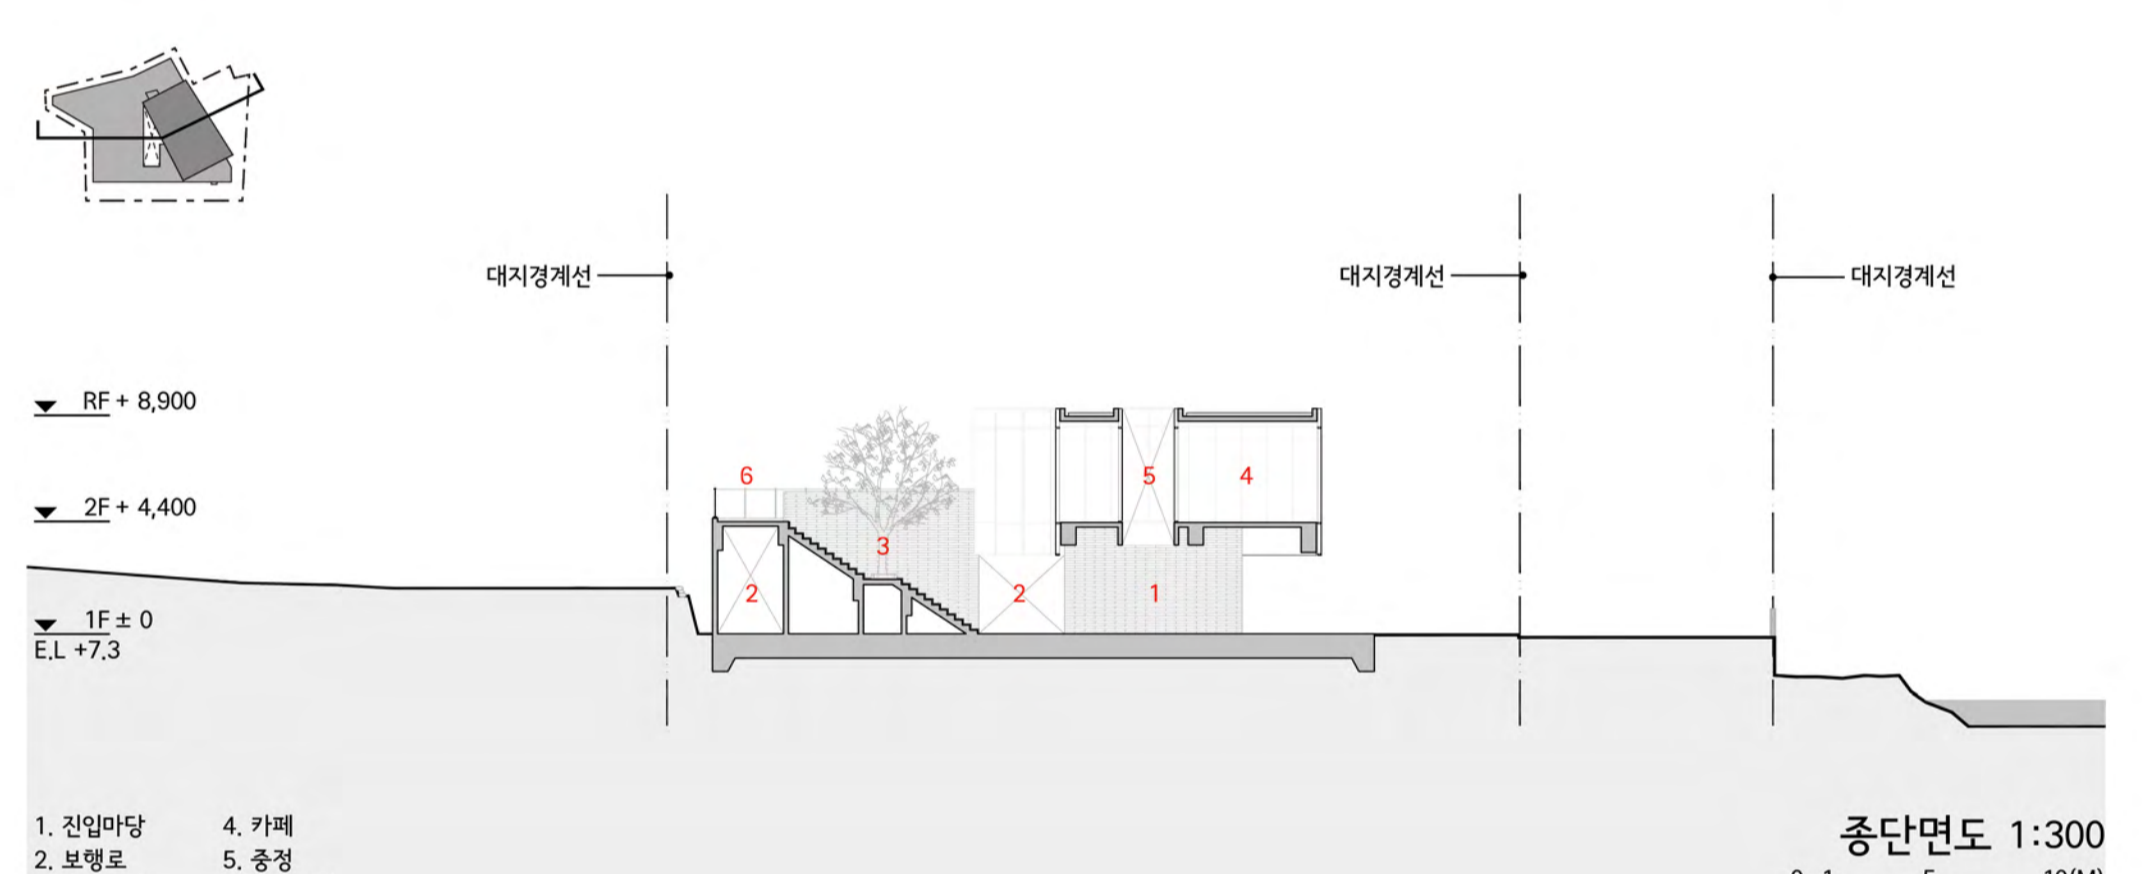 대지경계선
대지경계선
대지경계선
RF + 8,900
2F + 4,400
1F ± 0
E.L +7.3
6
5
4
3
2
2
1
1. 진입마당
4. 카페
2. 보행로
5. 중정
종단면도 1:300